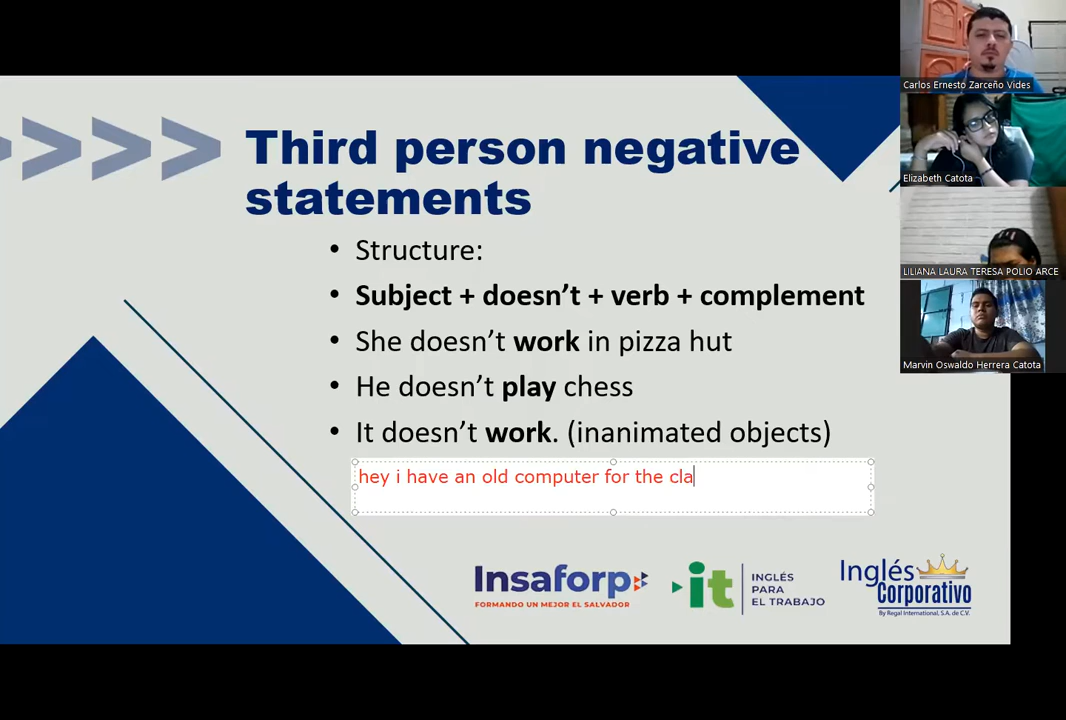 Third person negative
statements
• Structure:
• Subject + doesn’t + verb + complement
• She doesn’t work in pizza hut
• He doesn’t play chess
• It doesn’t work. (inanimated objects)
hey i have an old computer for the cla
Insaforp
FORMANDO UN MEJOR EL SALVADOR
it
INGLÉS
PARA
EL TRABAJO
Inglés
Corporativo
By Regal International, S.A. de C.V.
Carlos Ernesto Zarceño Vides
Elizabeth Catota
LILIANA LAURA TERESA POLIO ARCE
Marvin Oswaldo Herrera Catota